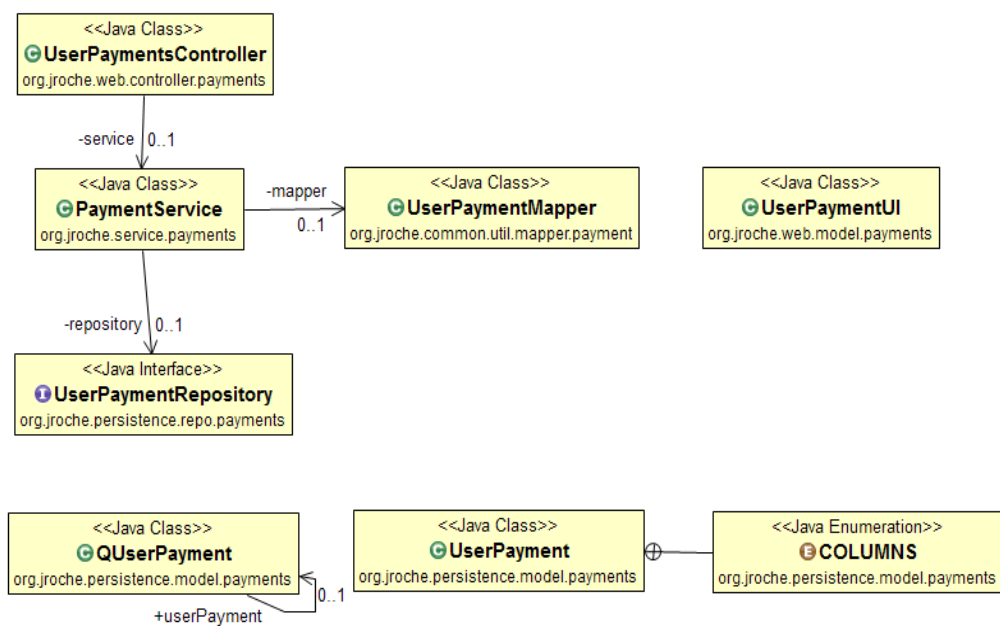 <<Java Class>>
UserPaymentsController
org.jroche.web.controller.payments
-service 0..1
<<Java Class>>
PaymentService
org.jroche.service.payments
-mapper
0..1
<<Java Class>>
UserPaymentMapper
org.jroche.common.util.mapper.payment
<<Java Class>>
UserPaymentUI
org.jroche.web.model.payments
-repository 0..1
<<Java Interface>>
UserPaymentRepository
org.jroche.persistence.repo.payments
<<Java Class>>
QUserPayment
org.jroche.persistence.model.payments
0..1
+userPayment
<<Java Class>>
UserPayment
org.jroche.persistence.model.payments
<<Java Enumeration>>
COLUMNS
org.jroche.persistence.model.payments